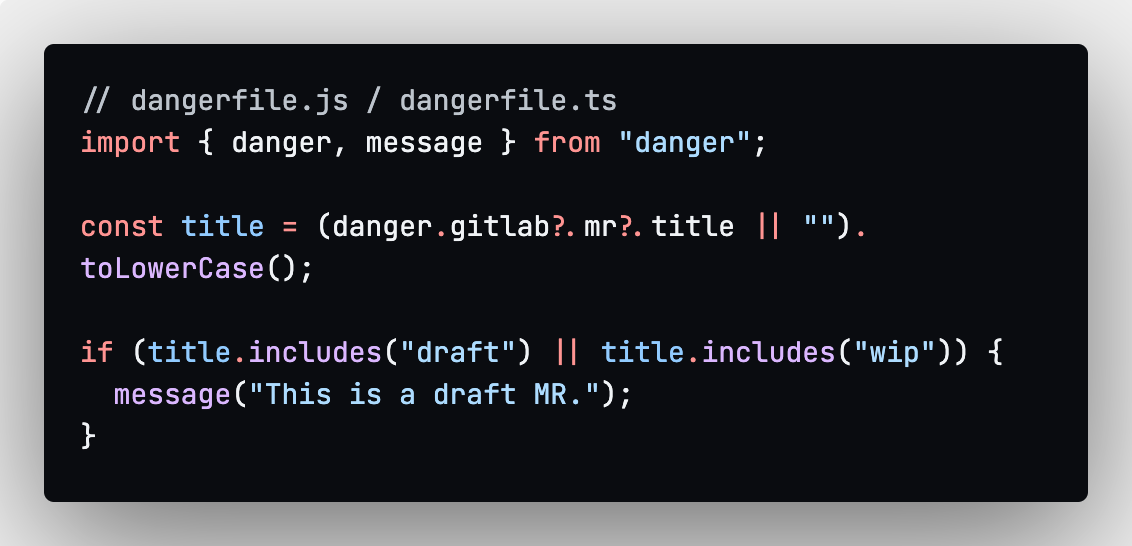 // dangerfile.js / dangerfile.ts
import { danger, message } from "danger";

const title = (danger.gitlab?.mr?.title || "").
toLowerCase();

if (title.includes("draft") || title.includes("wip")) {
  message("This is a draft MR.");
}